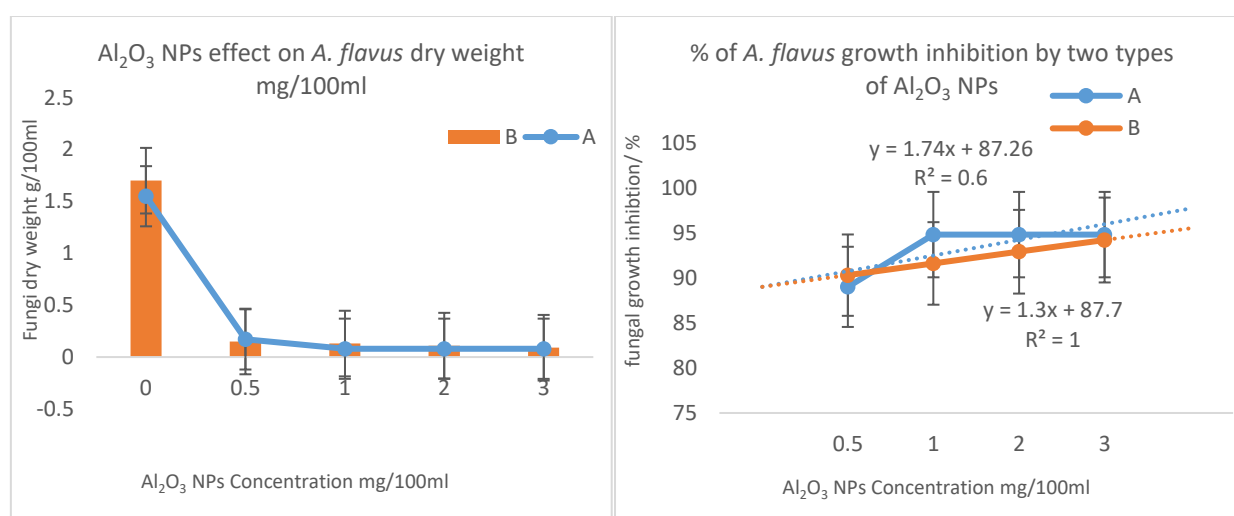 Al₂O₃ NPs effect on A. flavus dry weight
mg/100ml
B A
Fungi dry weight g/100ml
2.5
2
1.5
1
0.5
0
-0.5
0 0.5 1 2 3
Al₂O₃ NPs Concentration mg/100ml
% of A. flavus growth inhibition by two types
of Al₂O₃ NPs
A
B
fungal growth inhibtion/ %
105
100
95
90
85
80
75
y = 1.74x + 87.26
R² = 0.6
y = 1.3x + 87.7
R² = 1
0.5 1 2 3
Al₂O₃ NPs Concentration mg/100ml